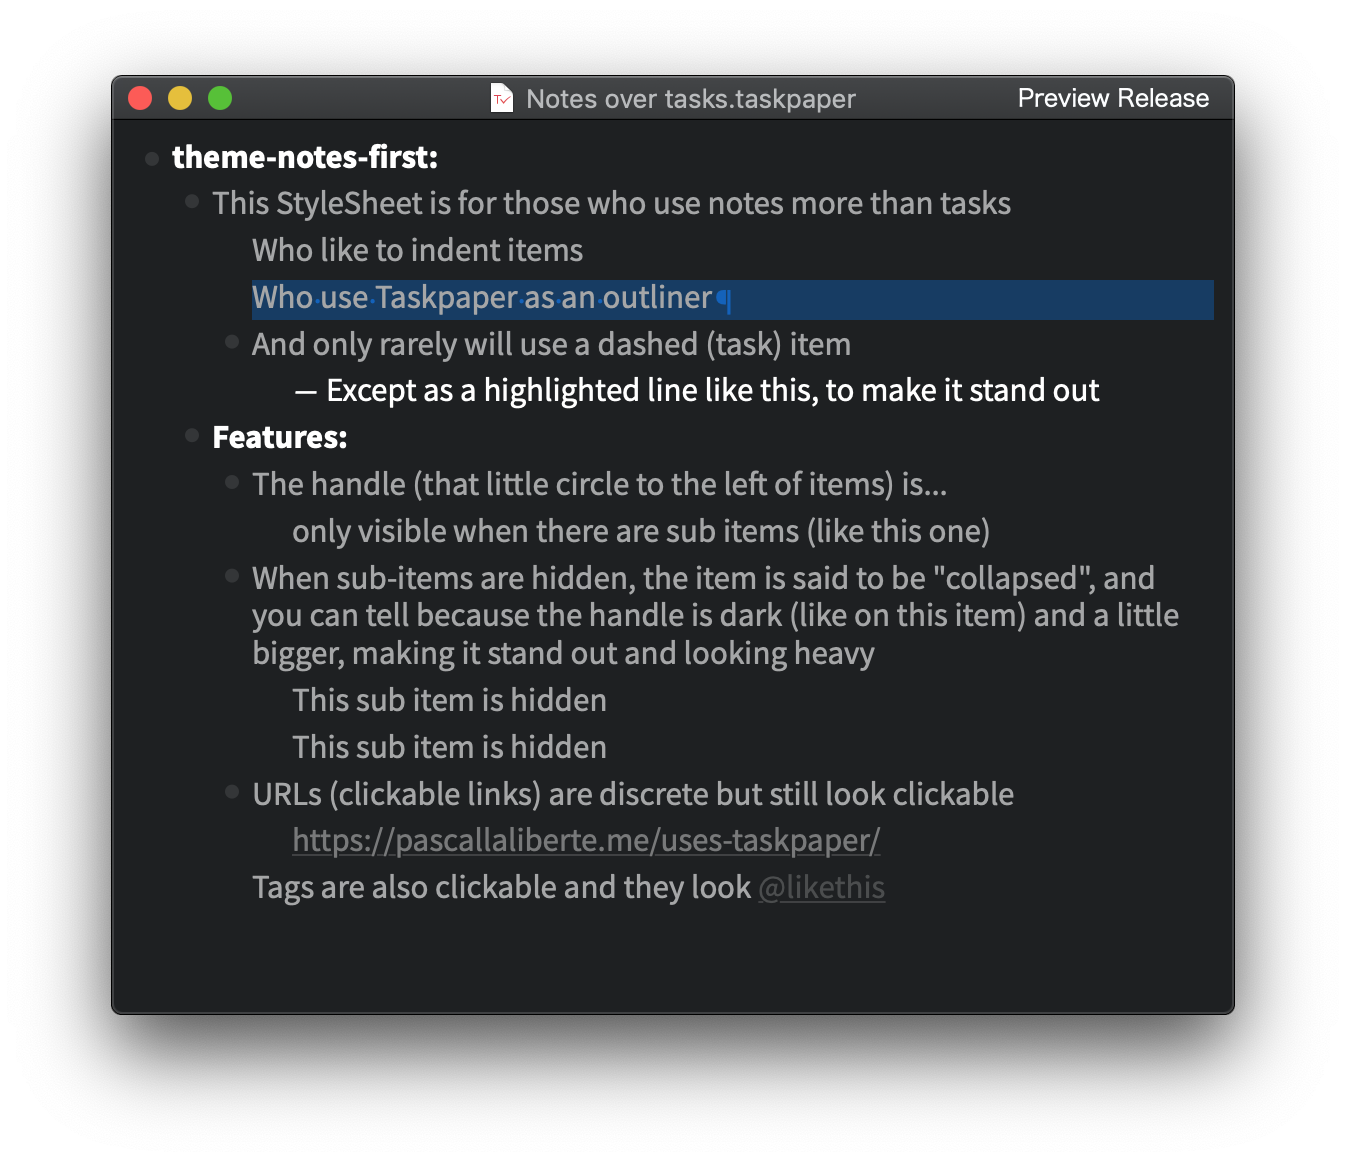 Notes over tasks.taskpaper
Preview Release
theme-notes-first:
This StyleSheet is for those who use notes more than tasks
Who like to indent items
Who·use·Taskpaper·as·an·outliner¶
And only rarely will use a dashed (task) item
— Except as a highlighted line like this, to make it stand out
Features:
The handle (that little circle to the left of items) is...
only visible when there are sub items (like this one)
When sub-items are hidden, the item is said to be "collapsed", and
you can tell because the handle is dark (like on this item) and a little
bigger, making it stand out and looking heavy
This sub item is hidden
This sub item is hidden
URLs (clickable links) are discrete but still look clickable
https://pascallaliberte.me/uses-taskpaper/
Tags are also clickable and they look @likethis